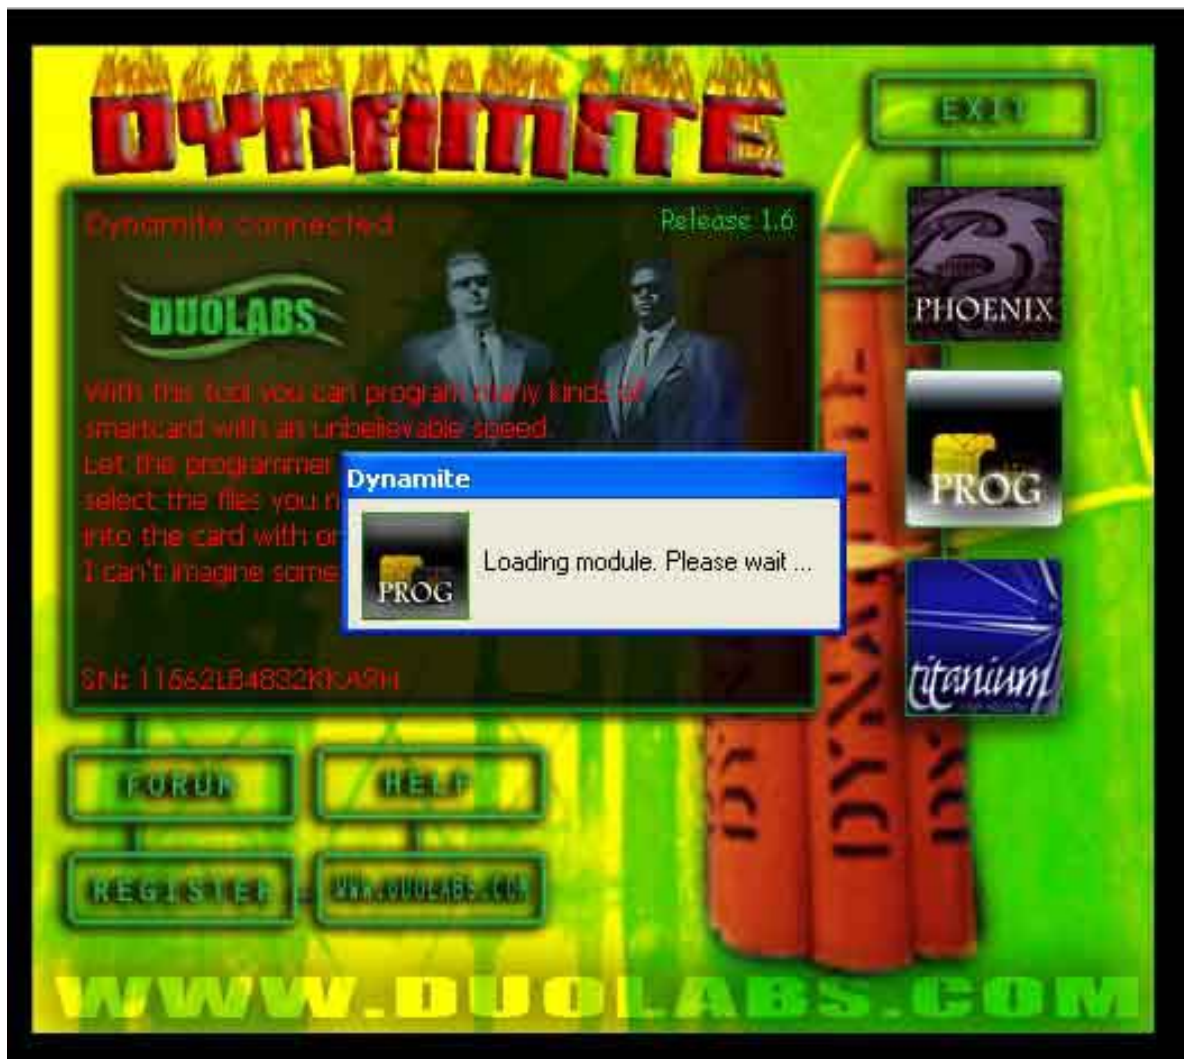 DYNAMITE
EXIT
Dynamite connected
Release 1.6
DUOLABS
PHOENIX
With this tool you can program many kinds of
smartcard with an unbelievable speed.
Let the programmer
select the files you
into the card with
I can't imagine some
PROG
Dynamite
PROG
Loading module. Please wait ...
titanium
DYNAMITE
FORUM
HELP
REGISTER
WWW.DUOLABS.COM
WWW.DUOLABS.COM